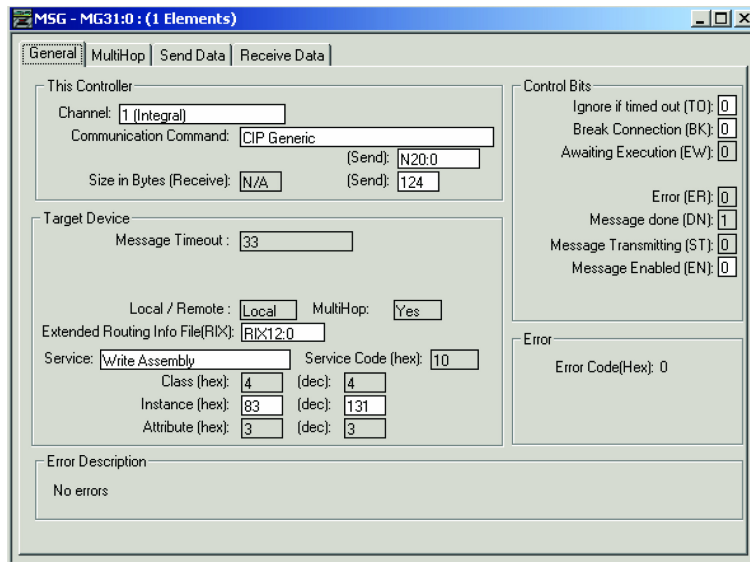 MSG - MG31:0 : (1 Elements)
General MultiHop Send Data Receive Data
This Controller
Channel: 1 (Integral)
Communication Command: CIP Generic
(Send): N20:0
Size in Bytes (Receive): N/A (Send): 124
Target Device
Message Timeout : 33
Local / Remote : Local MultiHop: Yes
Extended Routing Info File(RIX): RIX12:0
Service: Write Assembly Service Code (hex): 10
Class (hex): 4 (dec): 4
Instance (hex): 83 (dec): 131
Attribute (hex): 3 (dec): 3
Control Bits
Ignore if timed out (TO): 0
Break Connection (BK): 0
Awaiting Execution (EW): 0
Error (ER): 0
Message done (DN): 1
Message Transmitting (ST): 0
Message Enabled (EN): 0
Error
Error Code(Hex): 0
Error Description
No errors